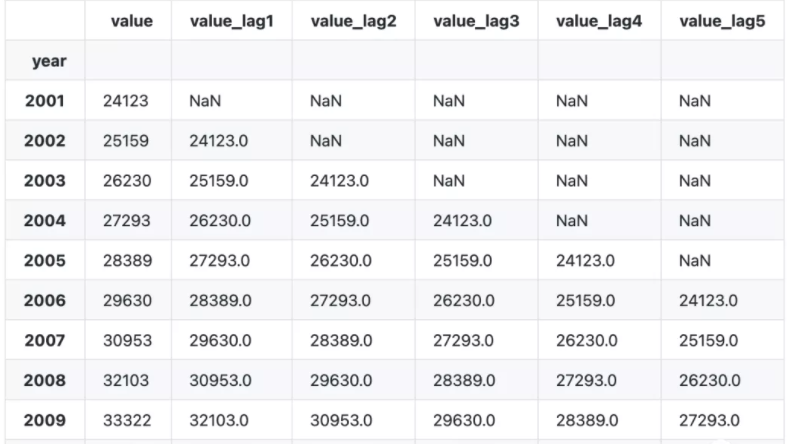 value value_lag1 value_lag2 value_lag3 value_lag4 value_lag5
year
2001 24123 NaN NaN NaN NaN NaN
2002 25159 24123.0 NaN NaN NaN NaN
2003 26230 25159.0 24123.0 NaN NaN NaN
2004 27293 26230.0 25159.0 24123.0 NaN NaN
2005 28389 27293.0 26230.0 25159.0 24123.0 NaN
2006 29630 28389.0 27293.0 26230.0 25159.0 24123.0
2007 30953 29630.0 28389.0 27293.0 26230.0 25159.0
2008 32103 30953.0 29630.0 28389.0 27293.0 26230.0
2009 33322 32103.0 30953.0 29630.0 28389.0 27293.0